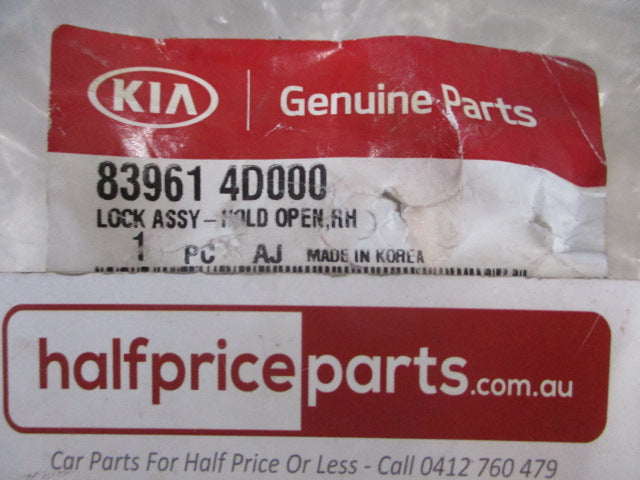 KIA Genuine Parts
83961 4D000
LOCK ASSY-HOLD OPEN,RH
1 PC AJ MADE IN KOREA
halfpriceparts.com.au
Car Parts For Half Price Or Less - Call 0412 760 479